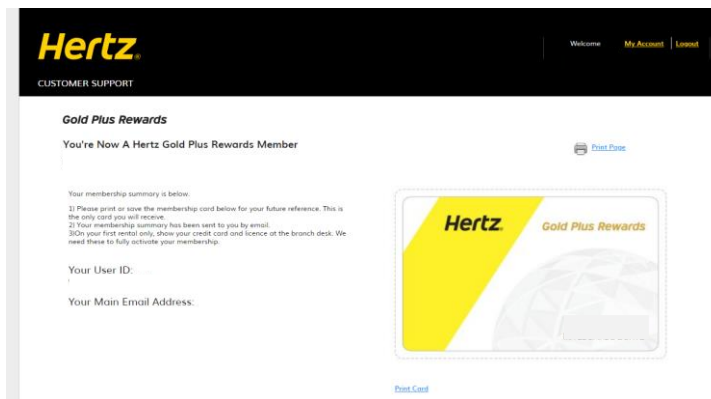 Hertz.
Welcome My Account Logout
CUSTOMER SUPPORT
Gold Plus Rewards
You're Now A Hertz Gold Plus Rewards Member
Print Page
Your membership summary is below.
1) Please print or save the membership card below for your future reference. This is
the only card you will receive.
2) Your membership summary has been sent to you by email.
3)On your first rental only, show your credit card and licence at the branch desk. We
need these to fully activate your membership.
Your User ID:
Your Main Email Address:
Hertz.
Gold Plus Rewards
Print Card